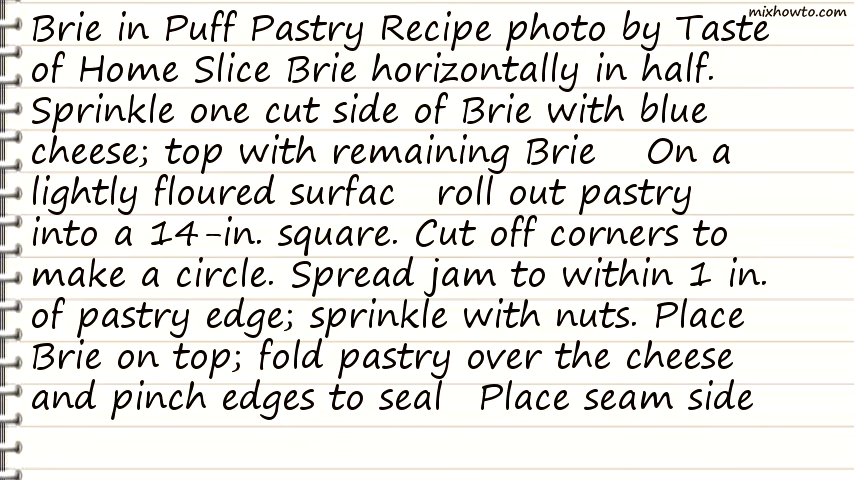 mixhowto.com
Brie in Puff Pastry Recipe photo by Taste
of Home Slice Brie horizontally in half.
Sprinkle one cut side of Brie with blue
cheese; top with remaining Brie On a
lightly floured surfac roll out pastry
into a 14-in. square. Cut off corners to
make a circle. Spread jam to within 1 in.
of pastry edge; sprinkle with nuts. Place
Brie on top; fold pastry over the cheese
and pinch edges to seal Place seam side